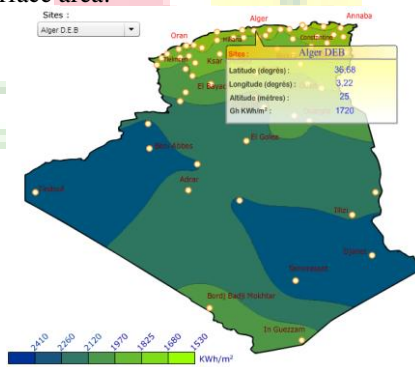 face area.
Sites :
Alger D.E.B
Oran
Alger
Annaba
Constantine
Ksar
El Bayadh
Sites :
Alger DEB
Latitude (degrés) :
36.68
Longitude (degrés) :
3,22
Altitude (mètres) :
25
Gh KWh/m² :
1720
El Golea
Beni Abbes
Adrar
Tindouf
Illizi
Djanet
Tamanrasset
Bordj Badji Mokhtar
In Guezzam
2410
2260
2120
1970
1825
1680
1530
KWh/m²